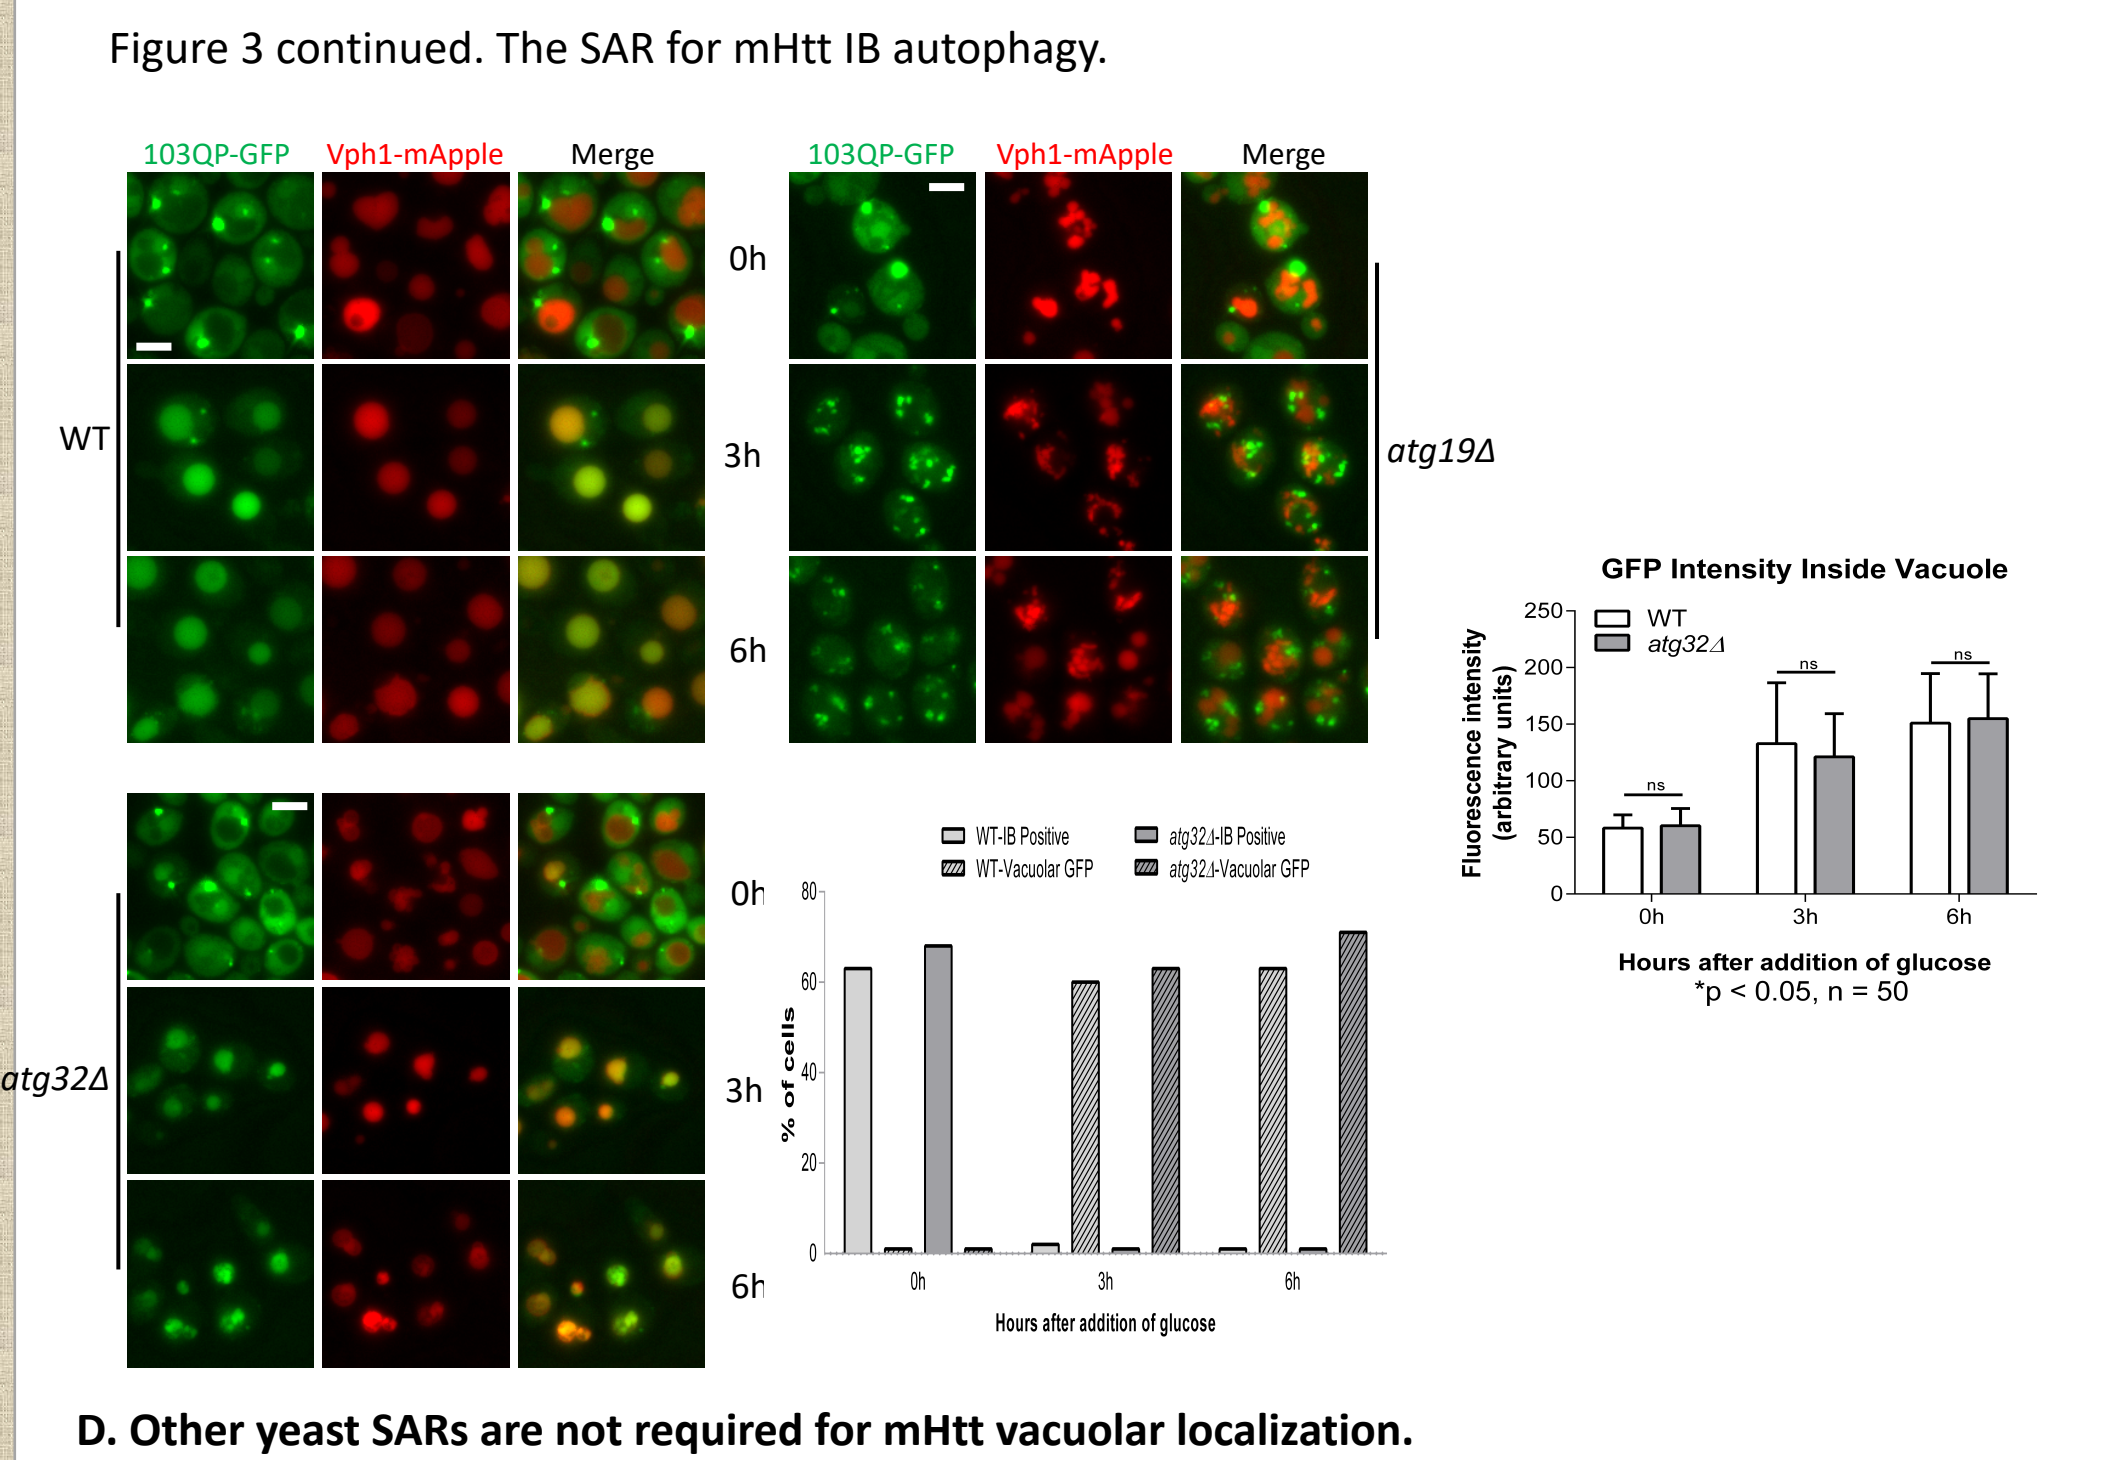 Figure 3 continued. The SAR for mHtt IB autophagy.
103QP-GFP Vph1-mApple Merge
103QP-GFP Vph1-mApple Merge
WT
0h
3h
6h
atg19Δ
atg32Δ
0h
3h
6h
WT-IB Positive
atg32Δ-IB Positive
WT-Vacuolar GFP
atg32Δ-Vacuolar GFP
% of cells
80
60
40
20
0
0h 3h 6h
Hours after addition of glucose
GFP Intensity Inside Vacuole
WT
atg32Δ
Fluorescence intensity
(arbitrary units)
250
200
150
100
50
0
ns
ns
ns
0h 3h 6h
Hours after addition of glucose
*p < 0.05, n = 50
D. Other yeast SARs are not required for mHtt vacuolar localization.